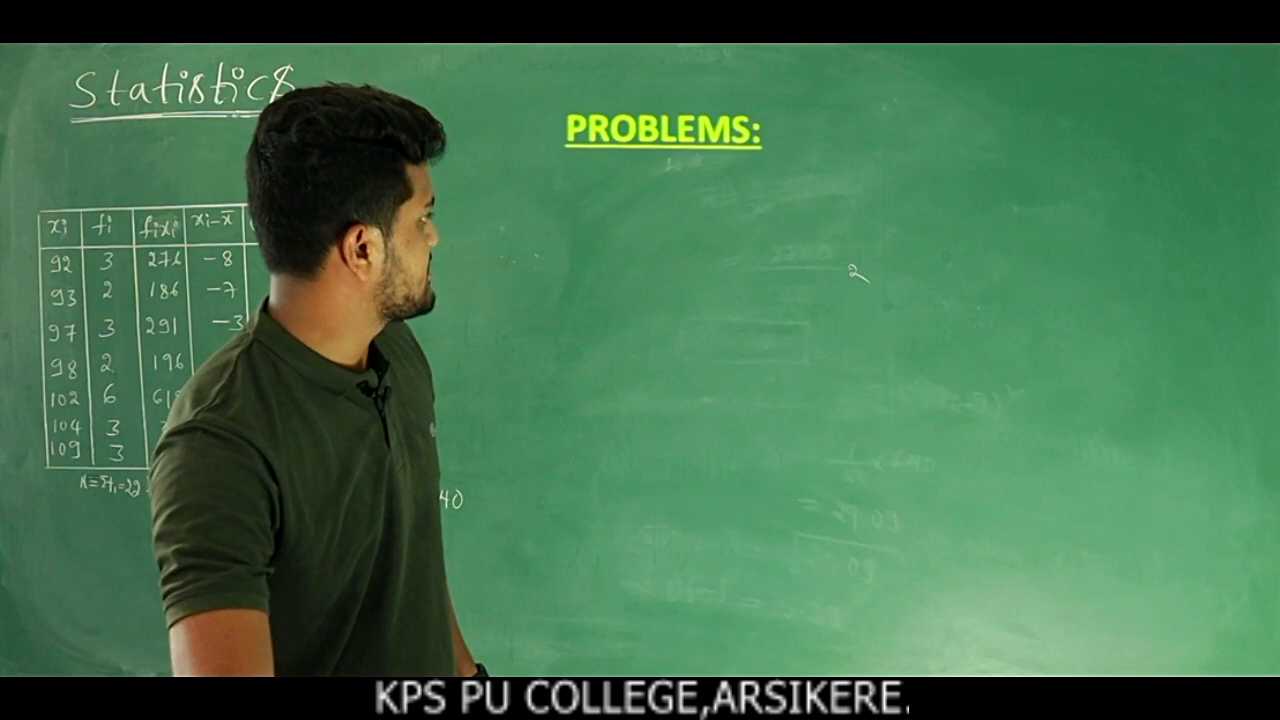 Statistics
PROBLEMS:
xi fi fixi xi-x̄
92 3 276 -8
93 2 186 -7
97 3 291 -3
98 2 196
102 6 61
104 3
109 3
N=Σfi=22
40
KPS PU COLLEGE,ARSIKERE.